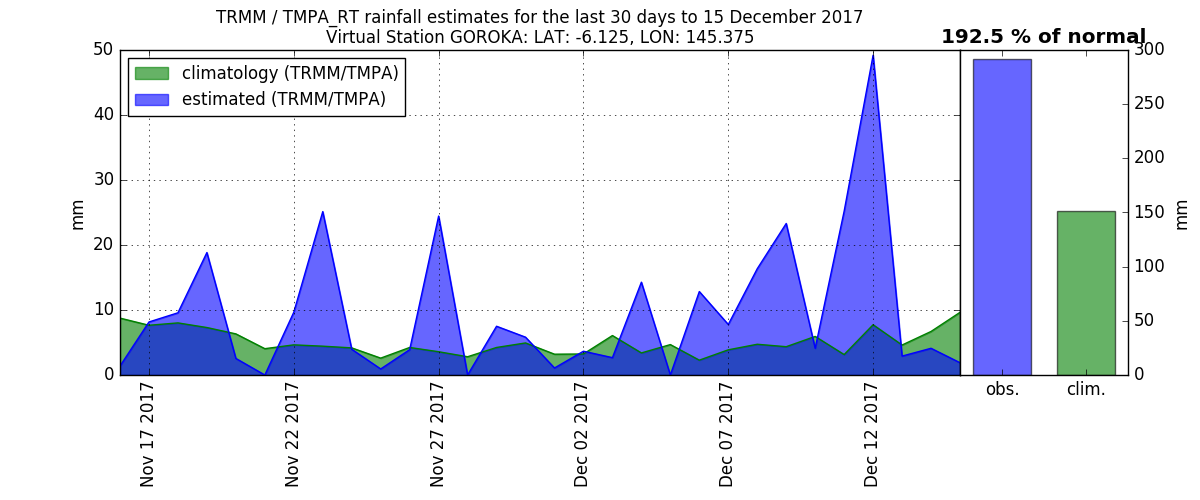 TRMM / TMPA_RT rainfall estimates for the last 30 days to 15 December 2017
Virtual Station GOROKA: LAT: -6.125, LON: 145.375
192.5 % of normal
climatology (TRMM/TMPA)
estimated (TRMM/TMPA)
mm
50
40
30
20
10
0
Nov 17 2017
Nov 22 2017
Nov 27 2017
Dec 02 2017
Dec 07 2017
Dec 12 2017
obs.
clim.
300
250
200
150
100
50
0
mm